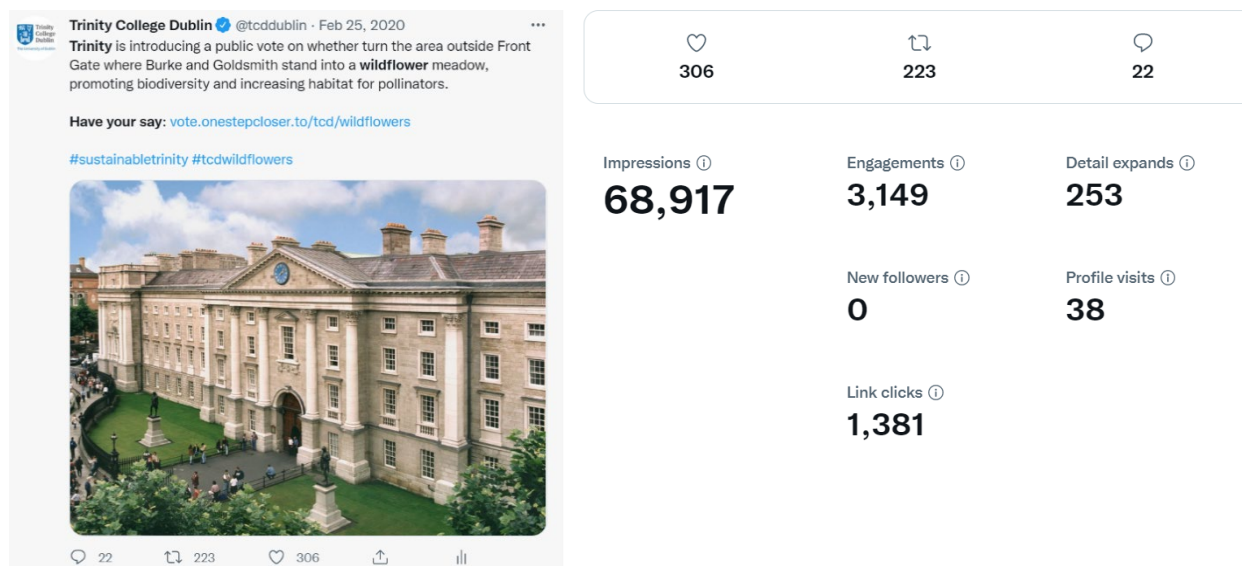 Trinity College Dublin @tcddublin · Feb 25, 2020
Trinity is introducing a public vote on whether turn the area outside Front
Gate where Burke and Goldsmith stand into a wildflower meadow,
promoting biodiversity and increasing habitat for pollinators.
Have your say: vote.onestepcloser.to/tcd/wildflowers
#sustainabletrinity #tcdwildflowers
22 223 306
306 223 22
Impressions Engagements Detail expands
68,917 3,149 253
New followers Profile visits
0 38
Link clicks
1,381